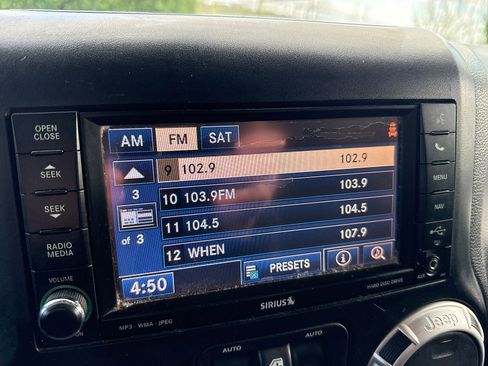 OPEN
CLOSE
SEEK
SEEK
RADIO
MEDIA
VOLUME
ON
AM FM SAT
9 102.9 102.9
3
10 103.9FM 103.9
11 104.5 104.5
of 3
12 WHEN 107.9
4:50 PRESETS i
MENU
NAV
SIRIUS
MP3 - WMA - JPEG
HARD DISC DRIVE
AUTO AUTO
Jeep